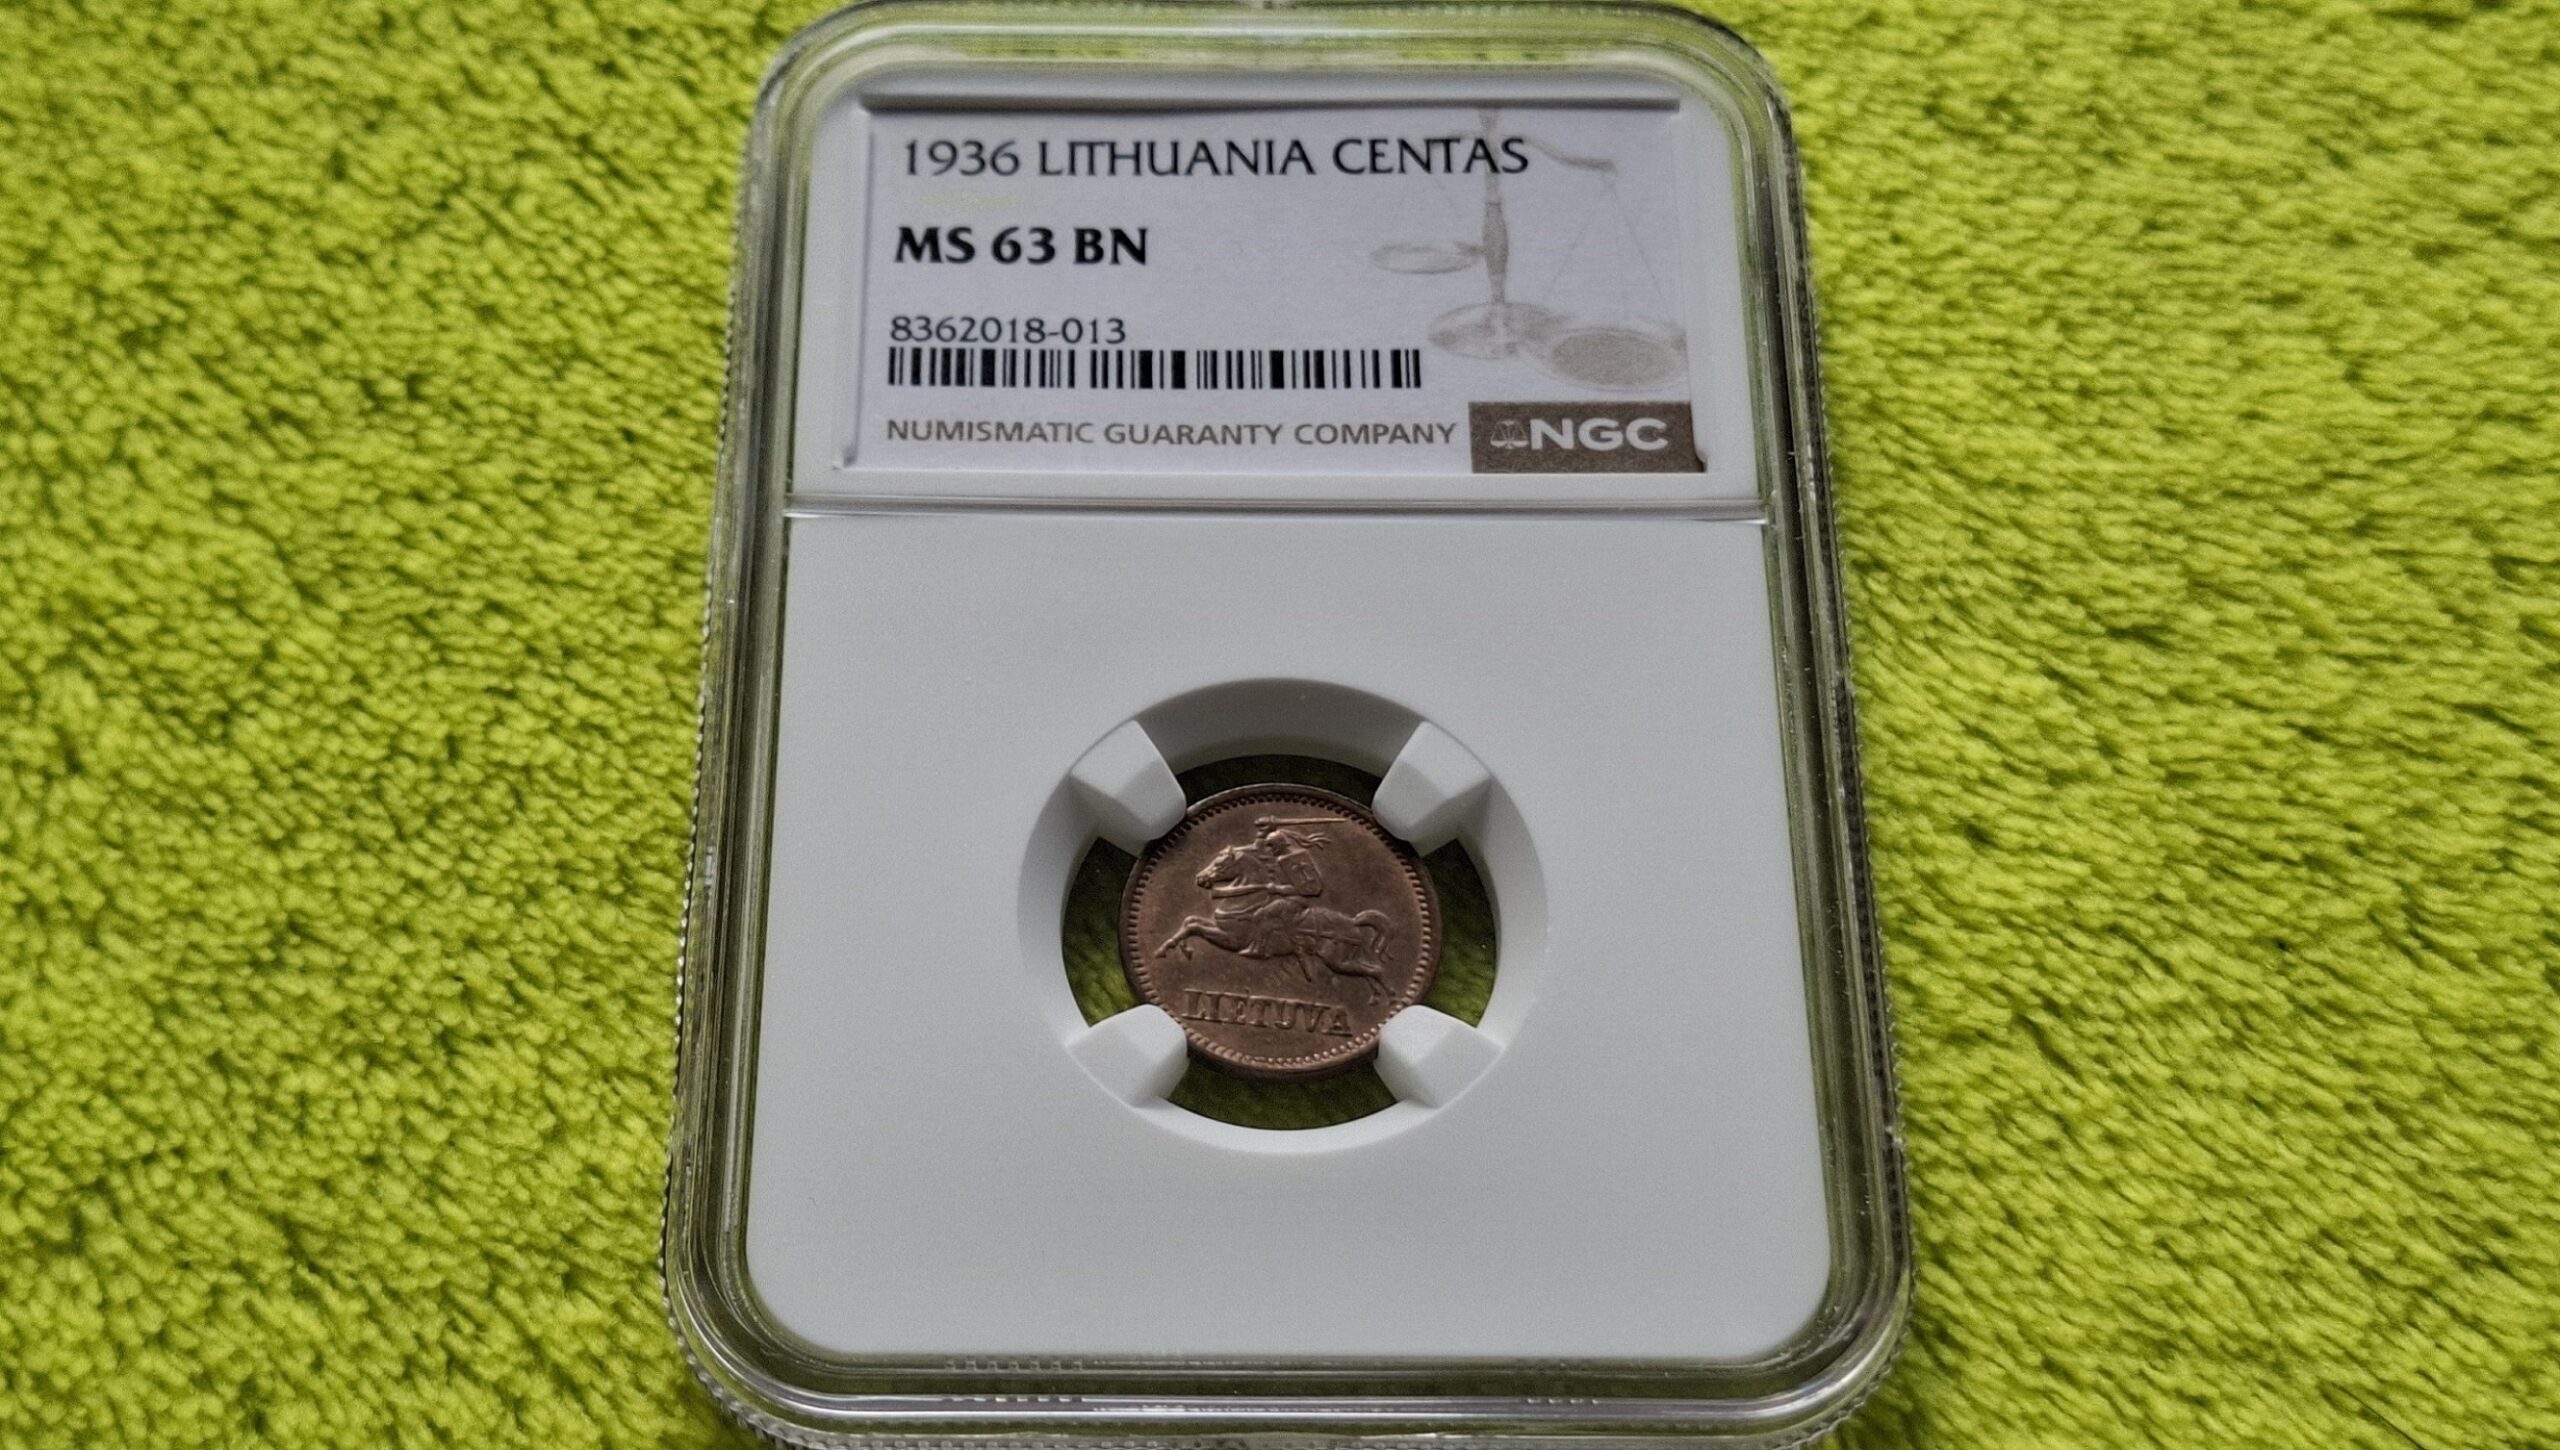 1936 LITHUANIA CENTAS
MS 63 BN
8362018-013
NUMISMATIC GUARANTY COMPANY
NGC
LIETUVA